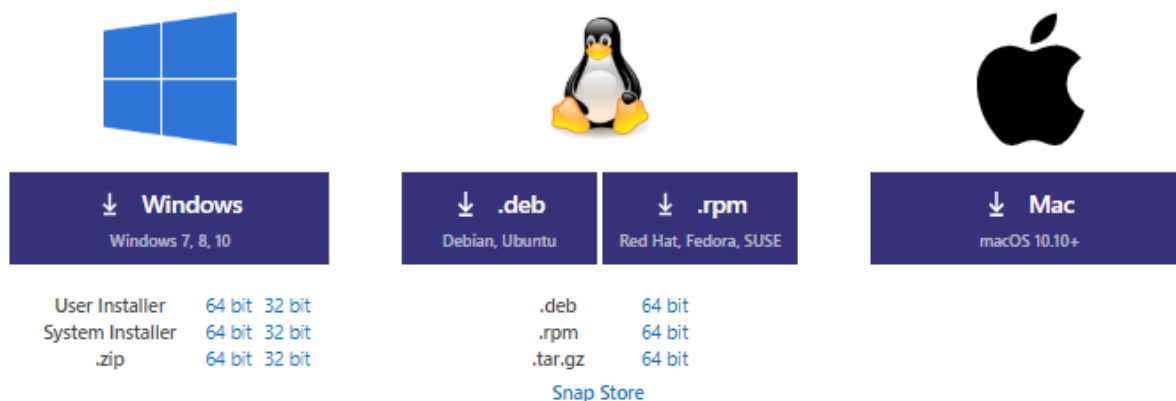 Windows
Windows 7, 8, 10
.deb
Debian, Ubuntu
.rpm
Red Hat, Fedora, SUSE
Mac
macOS 10.10+
User Installer 64 bit 32 bit
System Installer 64 bit 32 bit
.zip 64 bit 32 bit
.deb 64 bit
.rpm 64 bit
.tar.gz 64 bit
Snap Store